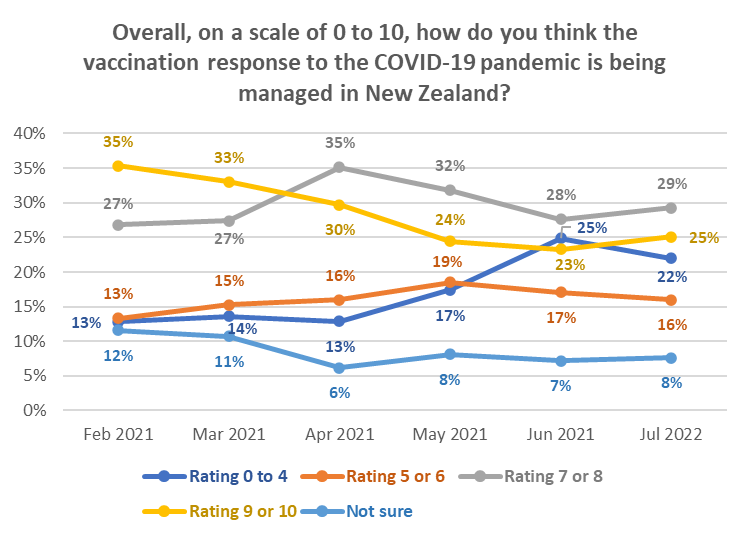 Overall, on a scale of 0 to 10, how do you think the
vaccination response to the COVID-19 pandemic is being
managed in New Zealand?
40%
35%
30%
25%
20%
15%
10%
5%
0%
35%
33%
30%
24%
23%
25%
27%
27%
35%
32%
28%
29%
13%
15%
16%
19%
17%
16%
13%
14%
13%
17%
25%
22%
12%
11%
6%
8%
7%
8%
Feb 2021
Mar 2021
Apr 2021
May 2021
Jun 2021
Jul 2022
Rating 0 to 4
Rating 5 or 6
Rating 7 or 8
Rating 9 or 10
Not sure